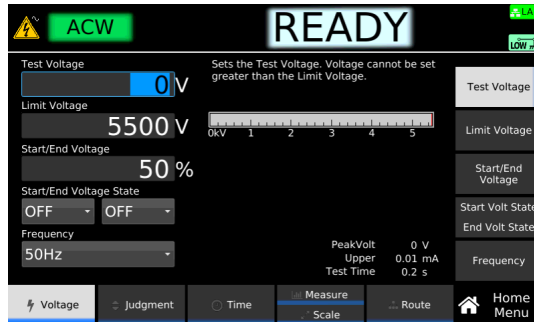 ACW
READY
LA
LOW
Test Voltage
0 V
Limit Voltage
5500 V
Start/End Voltage
50 %
Start/End Voltage State
OFF OFF
Frequency
50Hz
Sets the Test Voltage. Voltage cannot be set
greater than the Limit Voltage.
0kV 1 2 3 4 5
PeakVolt 0 V
Upper 0.01 mA
Test Time 0.2 s
Test Voltage
Limit Voltage
Start/End
Voltage
Start Volt State
End Volt State
Frequency
Voltage
Judgment
Time
Measure
Scale
Route
Home
Menu